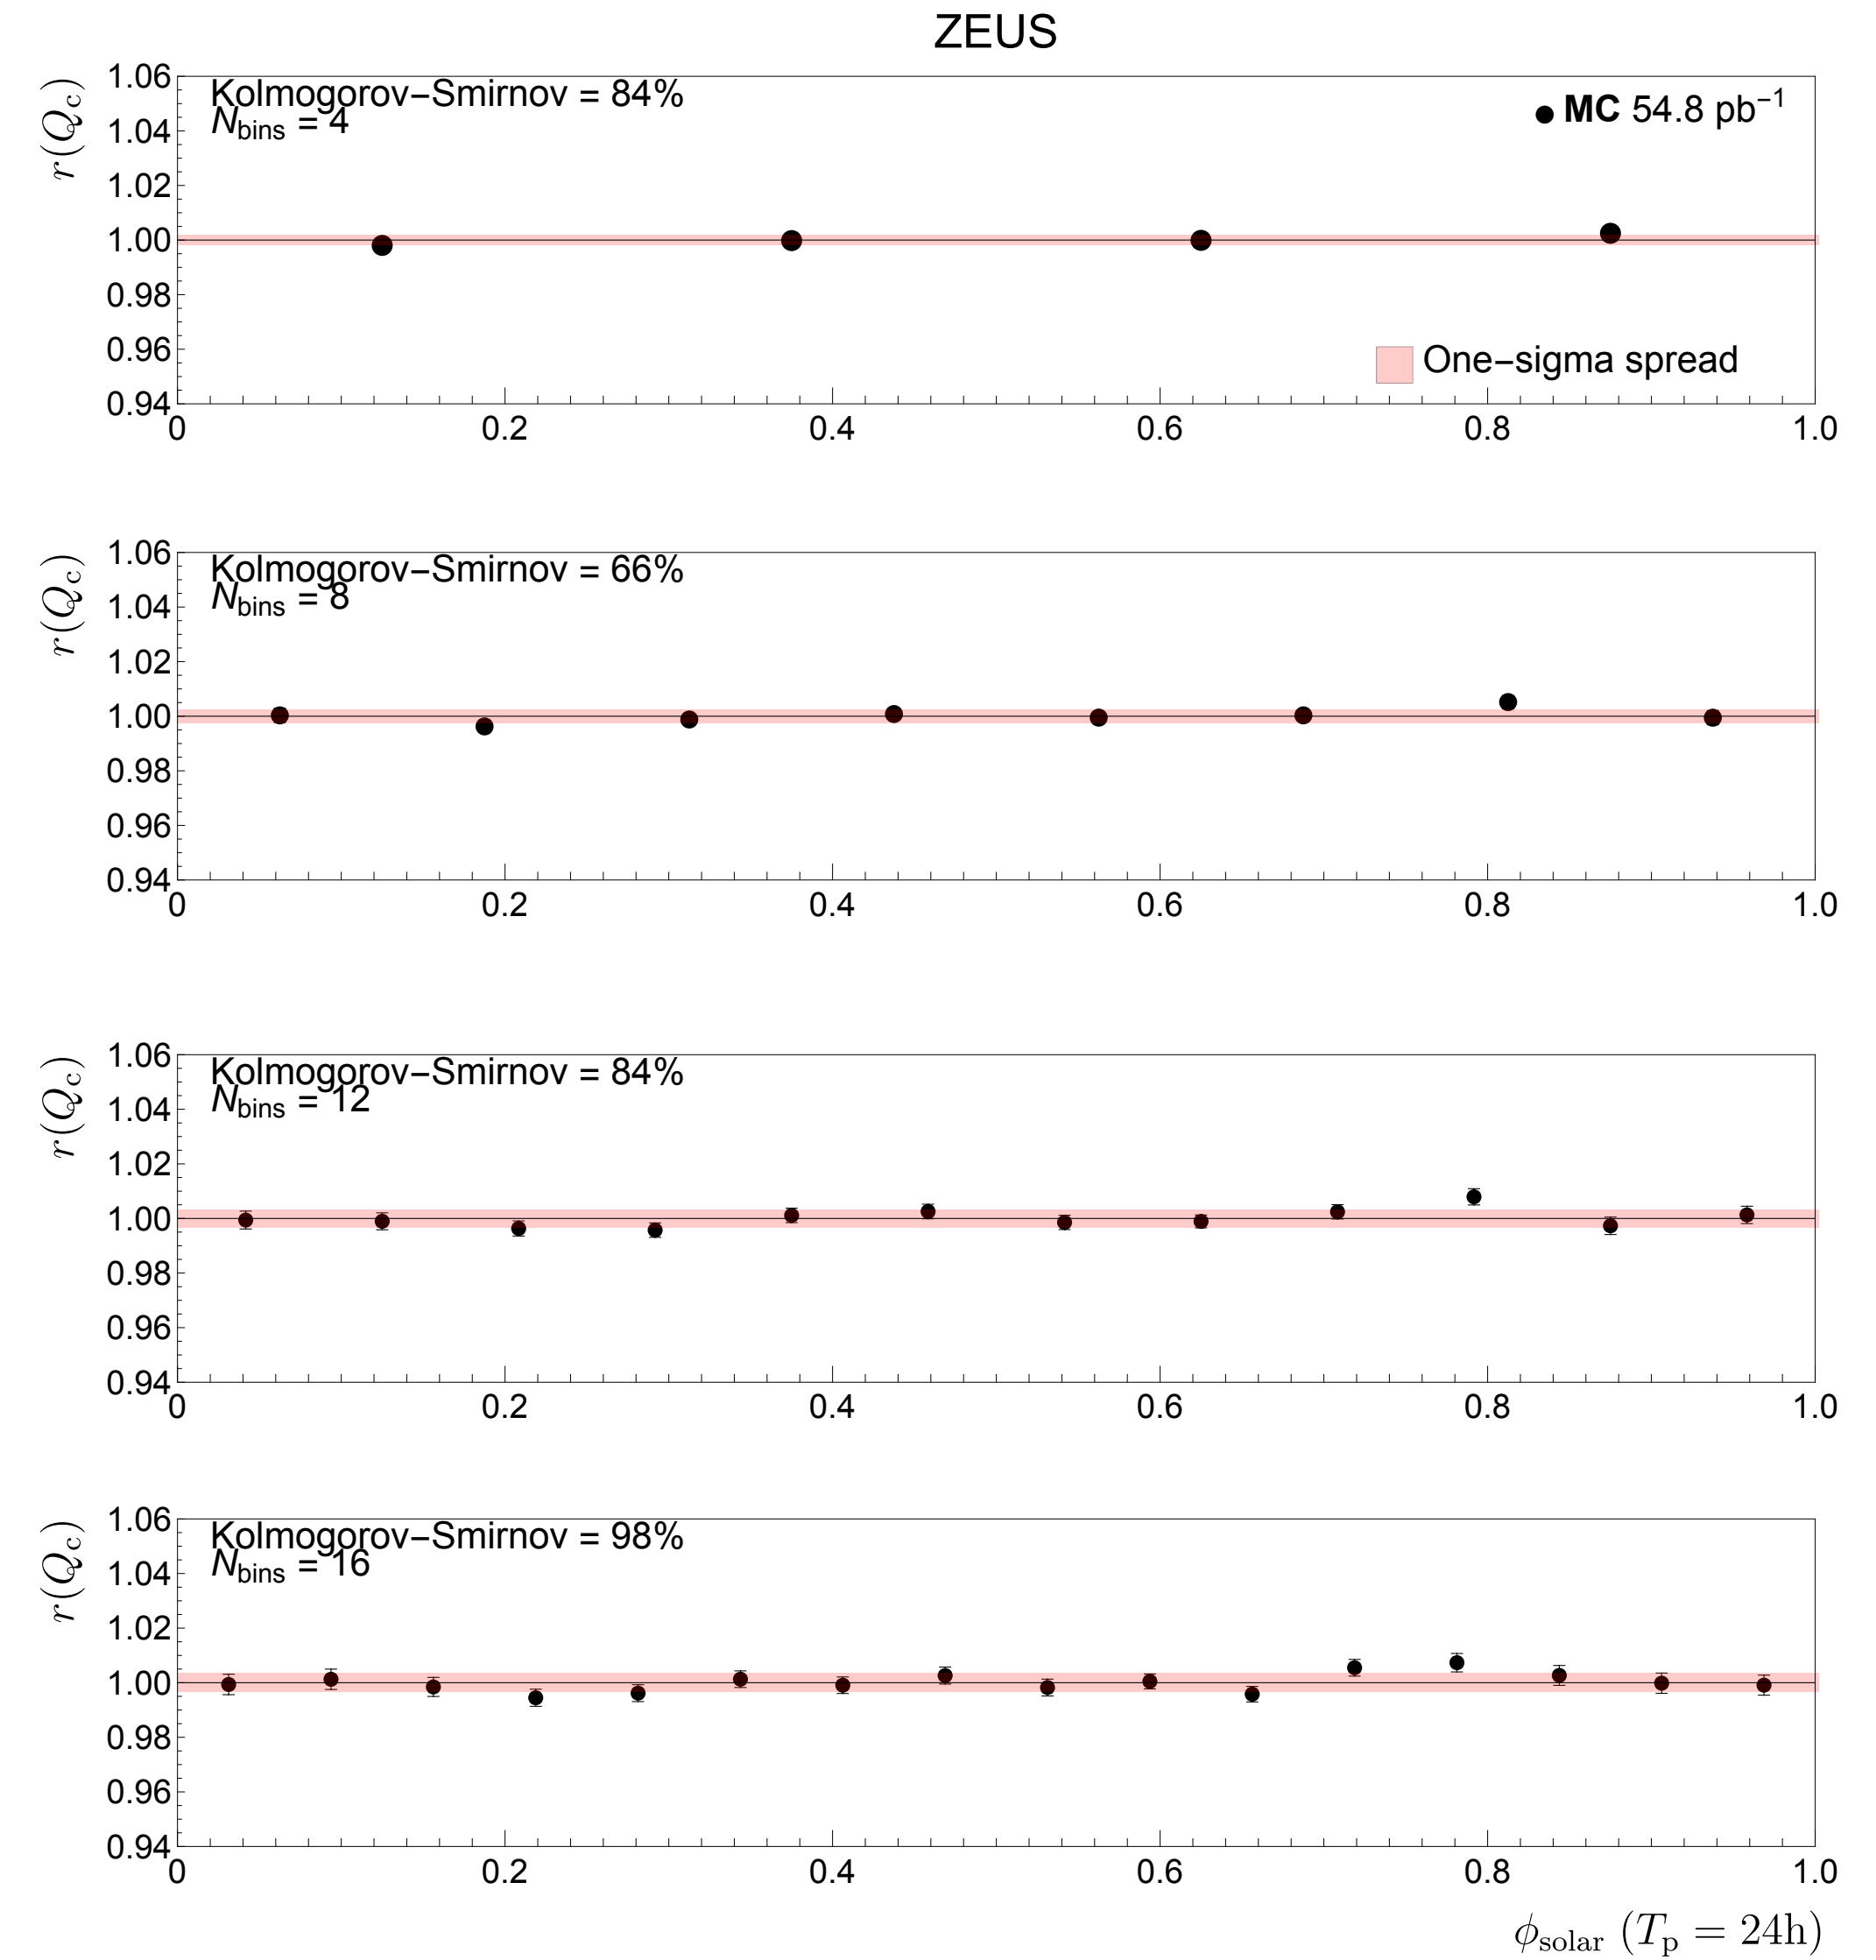 ZEUS
r(Q_c)
1.06
1.04
1.02
1.00
0.98
0.96
0.94
Kolmogorov−Smirnov = 84%
N_bins = 4
MC 54.8 pb⁻¹
One−sigma spread
0 0.2 0.4 0.6 0.8 1.0
r(Q_c)
1.06
1.04
1.02
1.00
0.98
0.96
0.94
Kolmogorov−Smirnov = 66%
N_bins = 8
0 0.2 0.4 0.6 0.8 1.0
r(Q_c)
1.06
1.04
1.02
1.00
0.98
0.96
0.94
Kolmogorov−Smirnov = 84%
N_bins = 12
0 0.2 0.4 0.6 0.8 1.0
r(Q_c)
1.06
1.04
1.02
1.00
0.98
0.96
0.94
Kolmogorov−Smirnov = 98%
N_bins = 16
0 0.2 0.4 0.6 0.8 1.0
ϕ_solar (T_p = 24h)